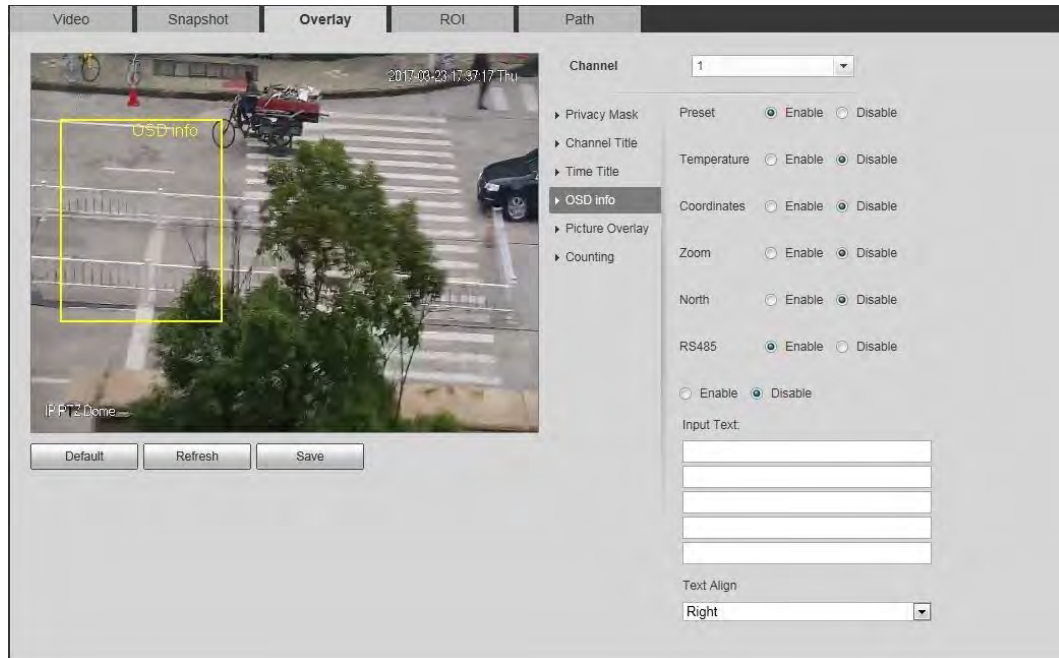 Video Snapshot Overlay ROI Path
2017-03-23 17:37:17 Thu
OSD info
IP PTZ Dome
Default Refresh Save
Channel 1
Privacy Mask
Channel Title
Time Title
OSD info
Picture Overlay
Counting
Preset Enable Disable
Temperature Enable Disable
Coordinates Enable Disable
Zoom Enable Disable
North Enable Disable
RS485 Enable Disable
Enable Disable
Input Text:
Text Align
Right